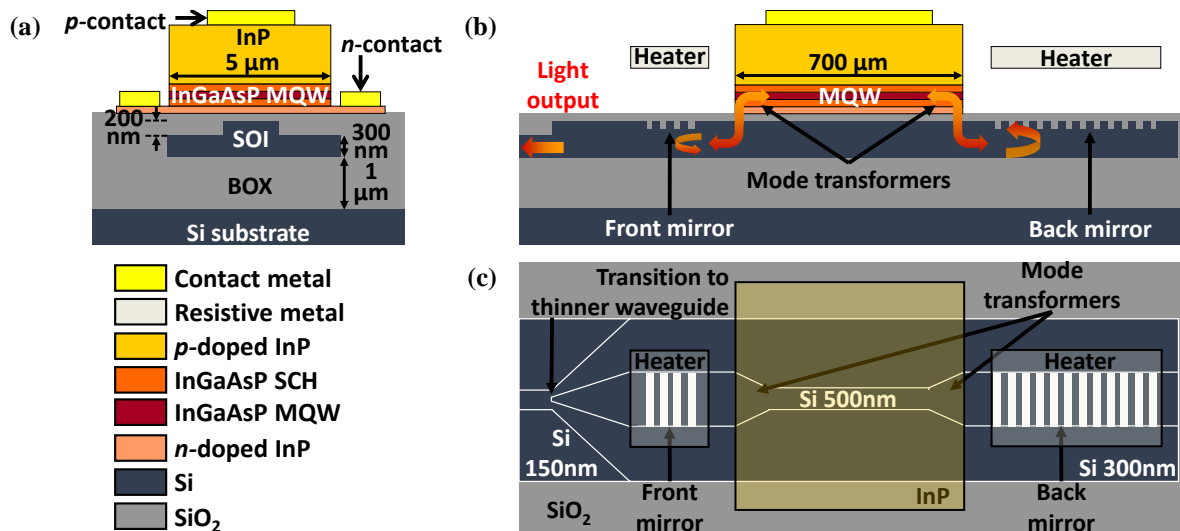 (a)
p-contact
InP
n-contact
5 μm
InGaAsP MQW
200
nm
SOI
300
nm
BOX
1
μm
Si substrate
Contact metal
Resistive metal
p-doped InP
InGaAsP SCH
InGaAsP MQW
n-doped InP
Si
SiO2
(b)
Heater
700 μm
Heater
Light
output
MQW
Mode transformers
Front mirror
Back mirror
(c)
Transition to
thinner waveguide
Mode
transformers
Heater
Heater
Si 500nm
Si
150nm
Si 300nm
Front
mirror
InP
Back
mirror
SiO2